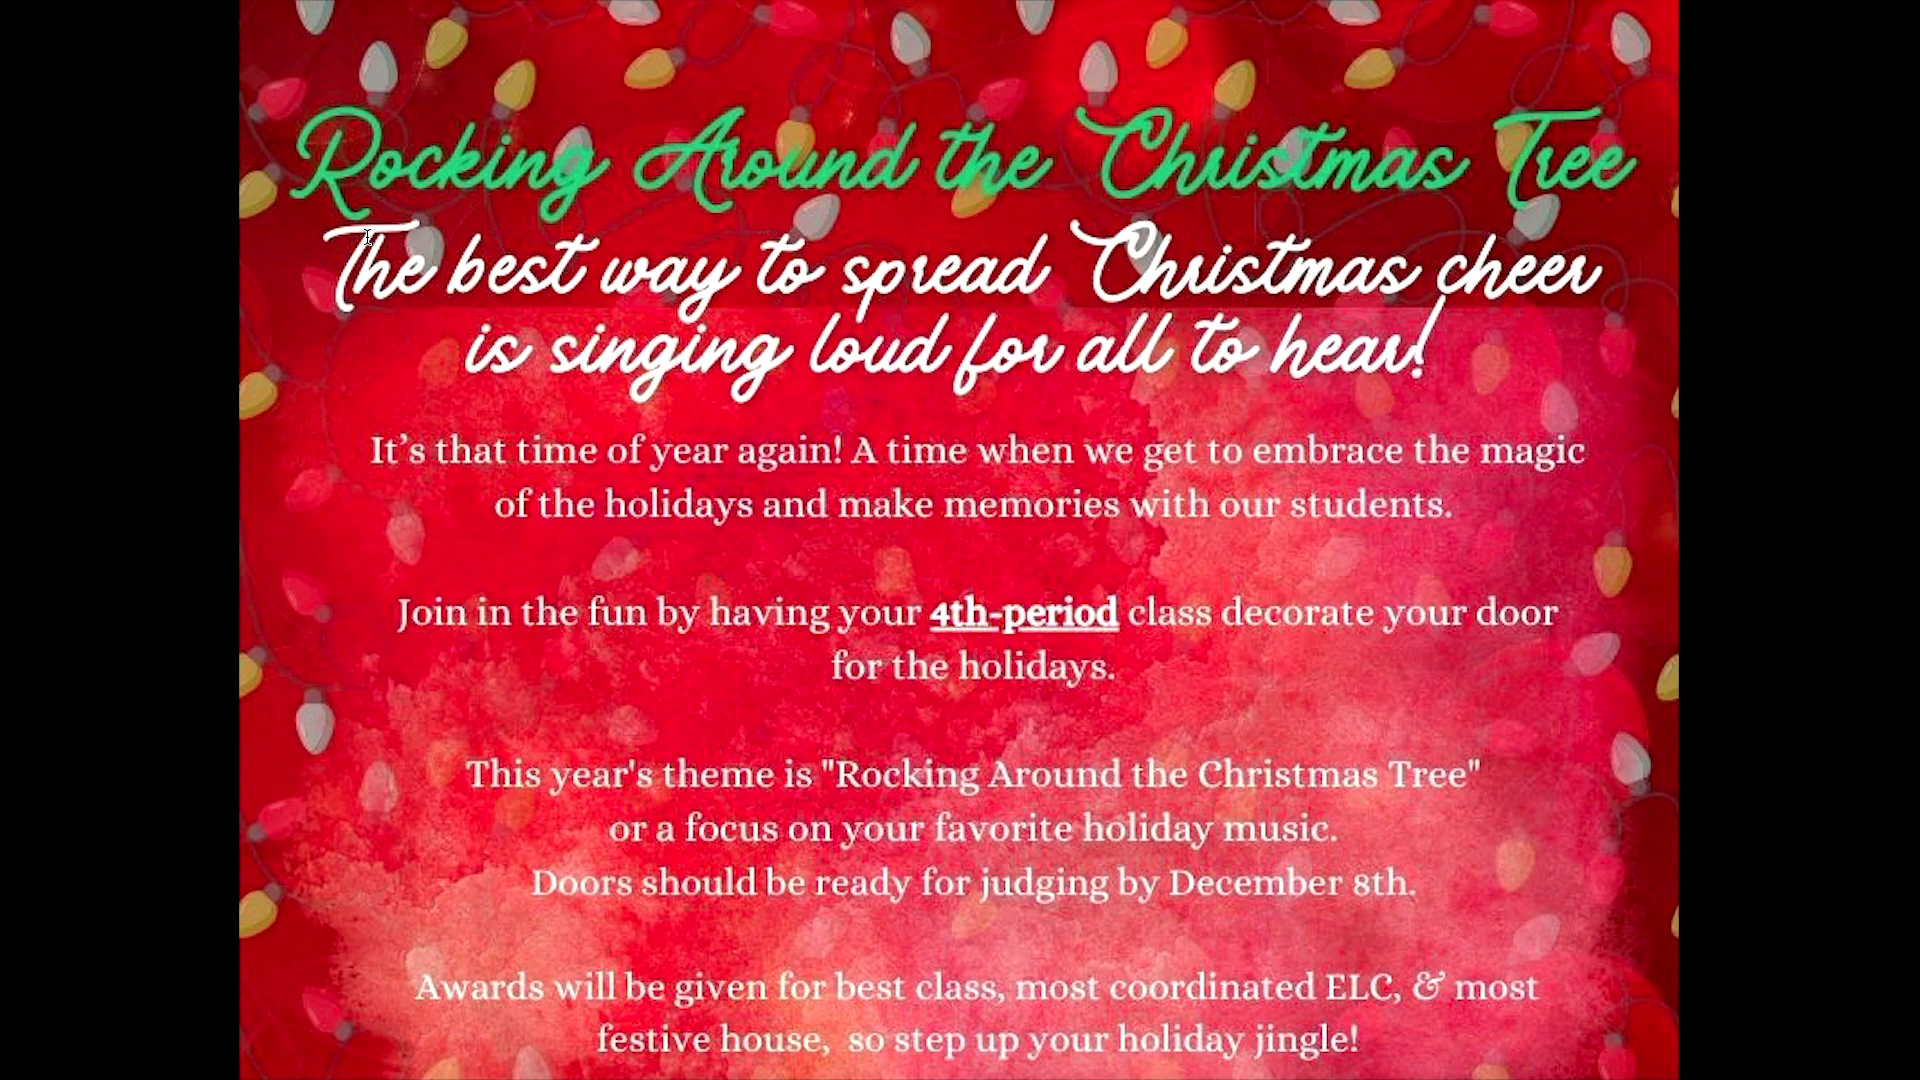 Rocking Around the Christmas Tree
The best way to spread Christmas cheer
is singing loud for all to hear!
It’s that time of year again! A time when we get to embrace the magic
of the holidays and make memories with our students.
Join in the fun by having your 4th-period class decorate your door
for the holidays.
This year's theme is "Rocking Around the Christmas Tree"
or a focus on your favorite holiday music.
Doors should be ready for judging by December 8th.
Awards will be given for best class, most coordinated ELC, & most
festive house,  so step up your holiday jingle!